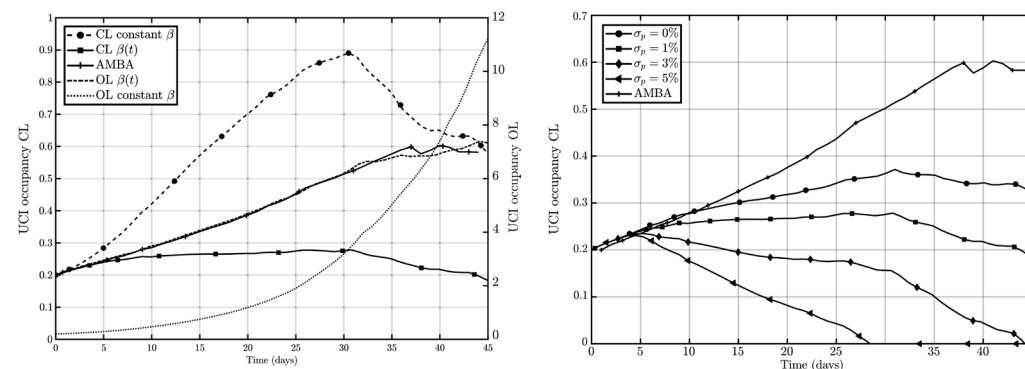 1
0.9
0.8
0.7
0.6
0.5
0.4
0.3
0.2
0.1
0
UCI occupancy CL
CL constant β
CL β(t)
AMBA
OL β(t)
OL constant β
12
10
8
6
4
2
0
UCI occupancy OL
0 5 10 15 20 25 30 35 40 45
Time (days)
0.7
0.6
0.5
0.4
0.3
0.2
0.1
0
UCI occupancy CL
σp = 0%
σp = 1%
σp = 3%
σp = 5%
AMBA
0 5 10 15 20 22 35 40
Time (days)